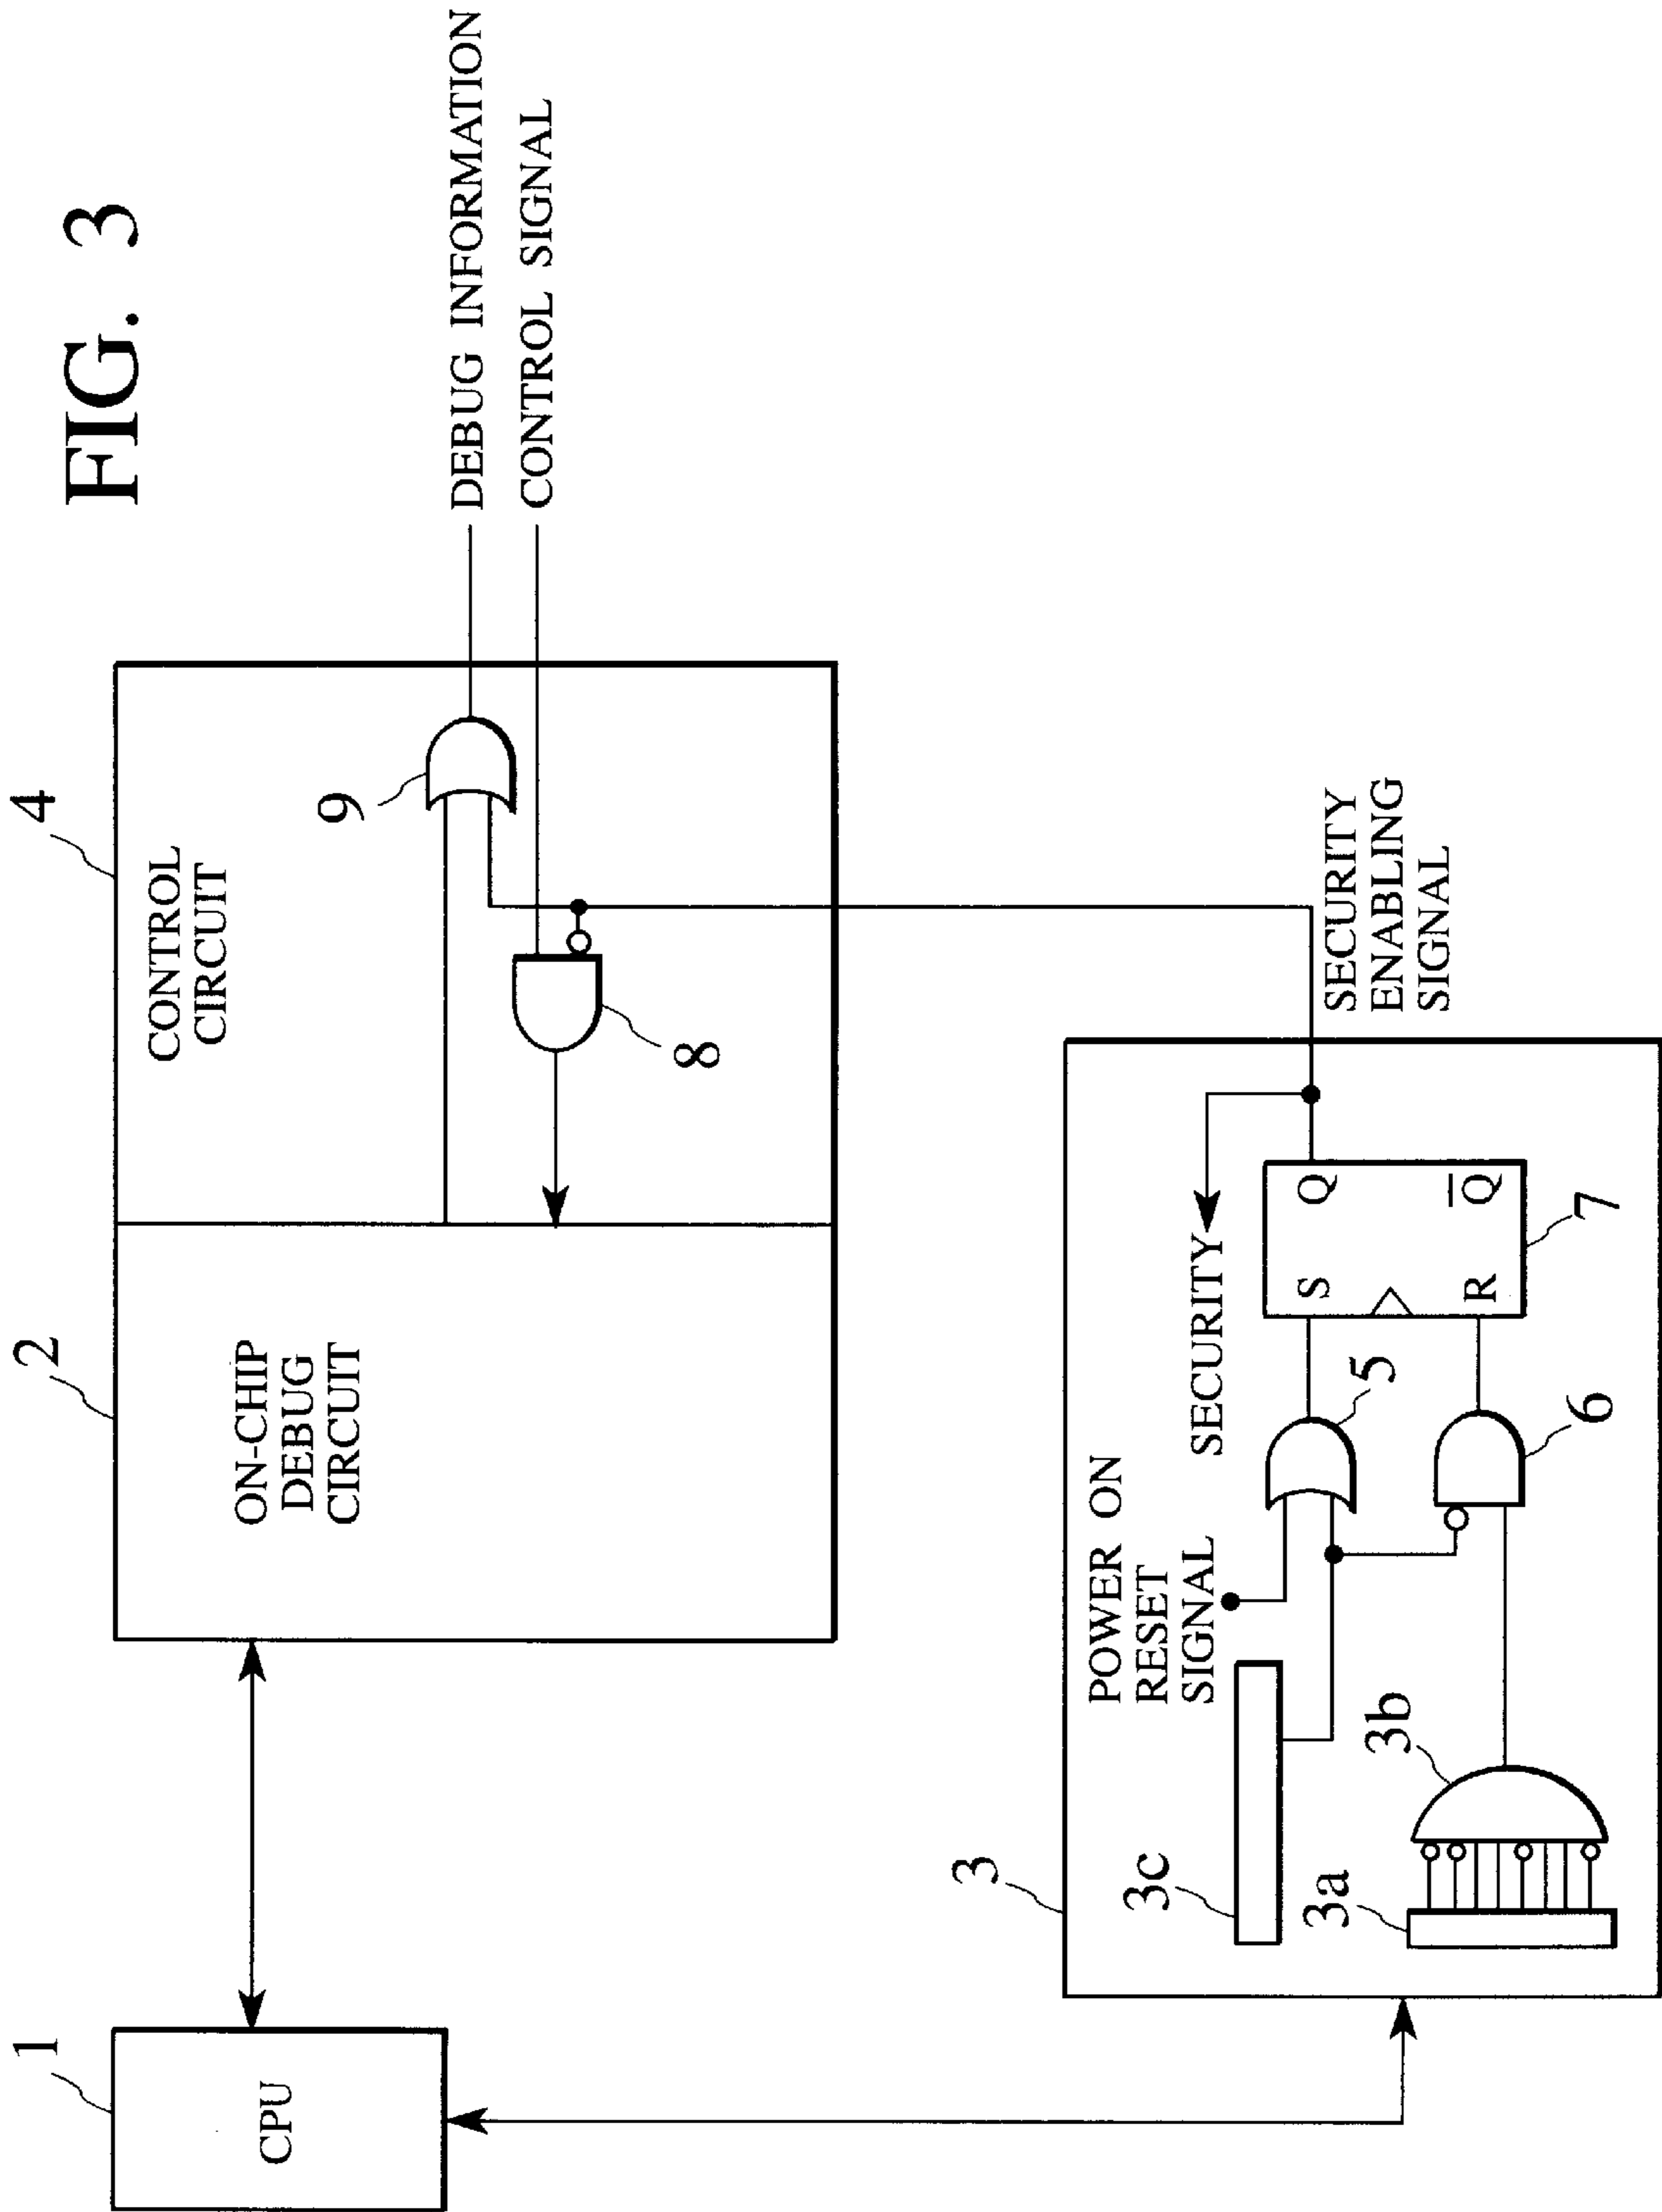 FIG. 3
1
CPU
2
ON-CHIP
DEBUG
CIRCUIT
4
CONTROL
CIRCUIT
9
8
DEBUG INFORMATION
CONTROL SIGNAL
3
3c
3a
3b
POWER ON
RESET
SIGNAL
SECURITY
5
6
S
R
Q
Q̅
7
SECURITY
ENABLING
SIGNAL